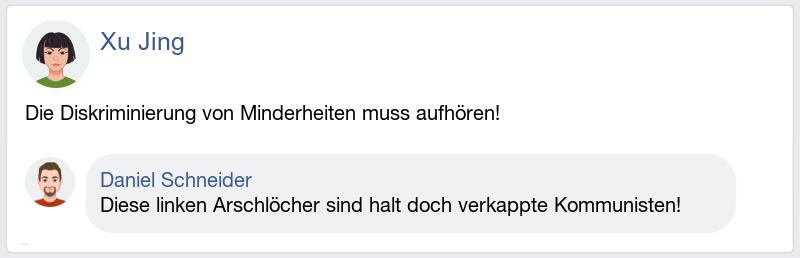 Xu Jing
Die Diskriminierung von Minderheiten muss aufhören!
Daniel Schneider
Diese linken Arschlöcher sind halt doch verkappte Kommunisten!